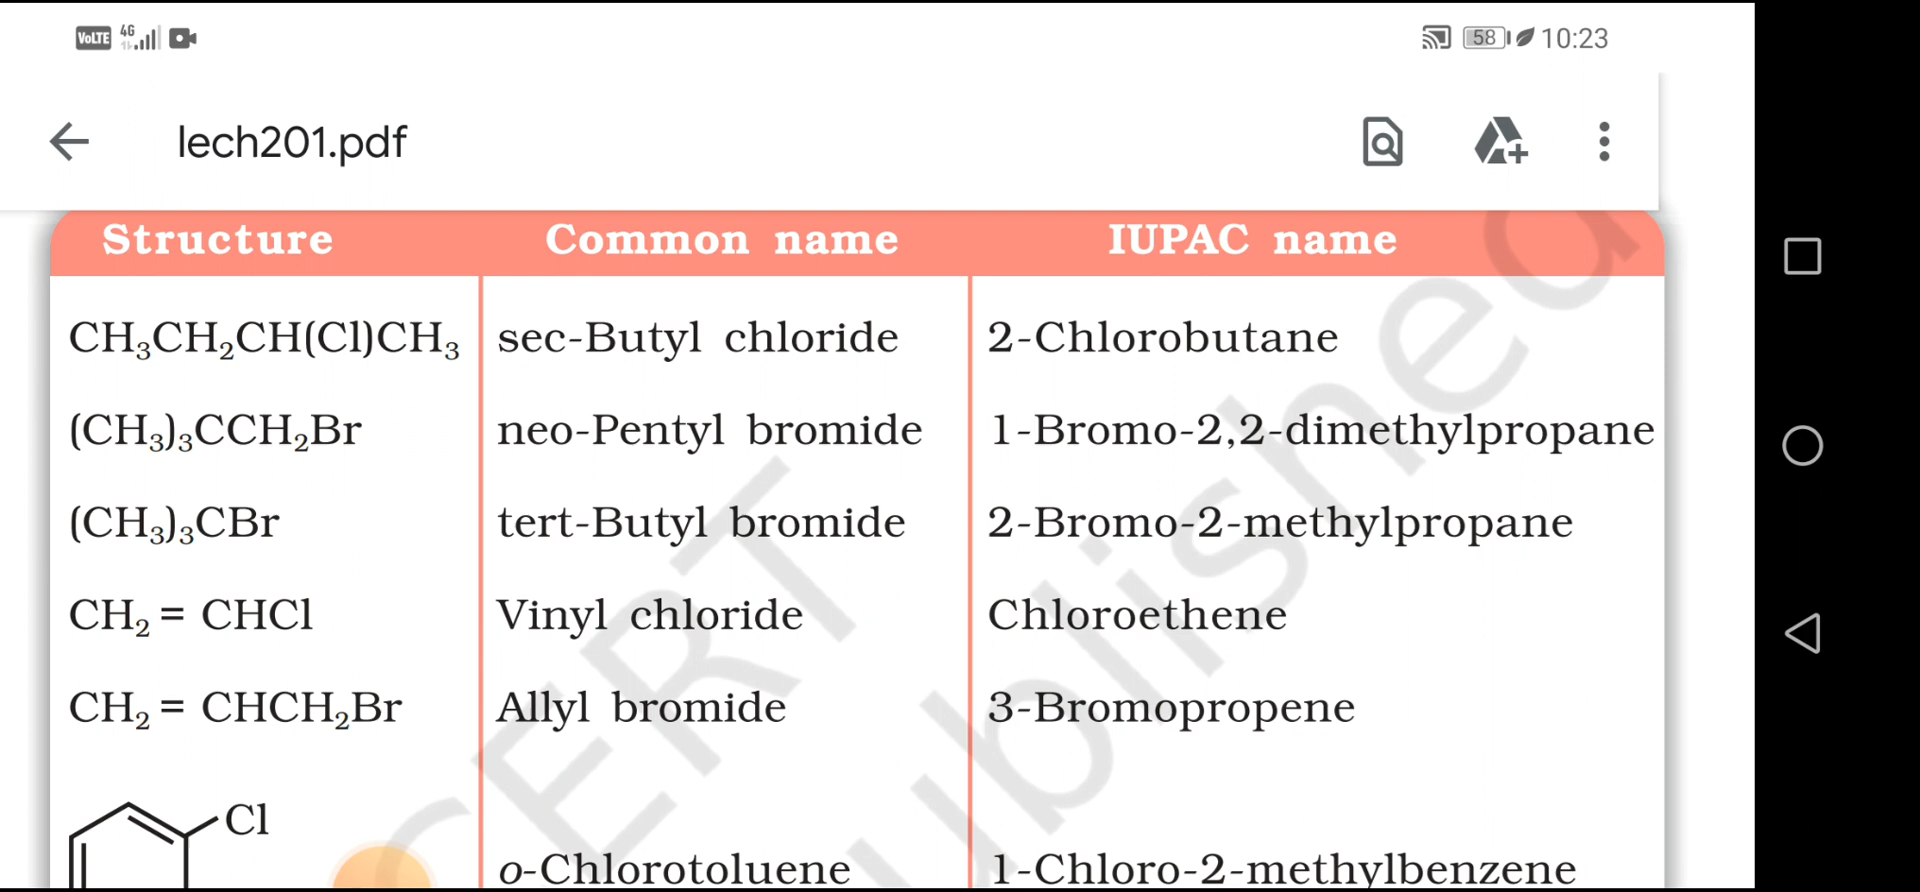 VoLTE 4G 58 10:23
lech201.pdf
Structure Common name IUPAC name
CH₃CH₂CH(Cl)CH₃ sec-Butyl chloride 2-Chlorobutane
(CH₃)₃CCH₂Br neo-Pentyl bromide 1-Bromo-2,2-dimethylpropane
(CH₃)₃CBr tert-Butyl bromide 2-Bromo-2-methylpropane
CH₂ = CHCl Vinyl chloride Chloroethene
CH₂ = CHCH₂Br Allyl bromide 3-Bromopropene
Cl
o-Chlorotoluene 1-Chloro-2-methylbenzene
CERT
ublished